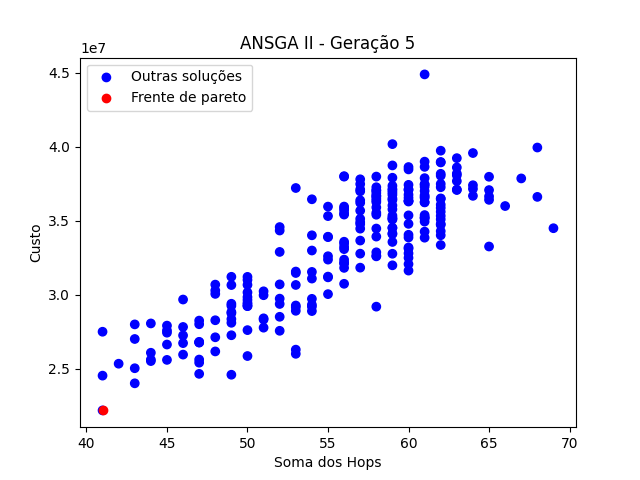 ANSGA II - Geração 5
1e7
Outras soluções
Frente de pareto
4.5
4.0
3.5
3.0
2.5
Custo
40 45 50 55 60 65 70
Soma dos Hops